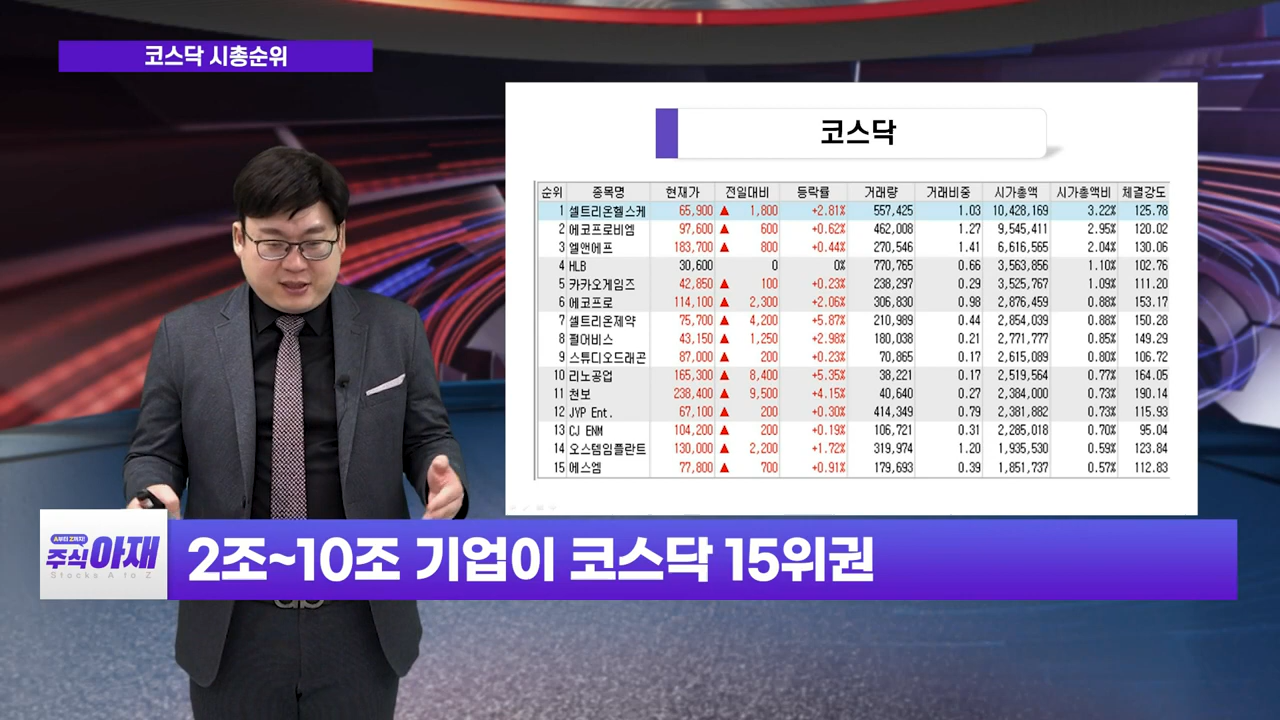 코스닥 시총순위
코스닥
순위 종목명 현재가 전일대비 등락률 거래량 거래비중 시가총액 시가총액비 체결강도
1 셀트리온헬스케 65,900 ▲ 1,800 +2.81% 557,425 1.03 10,428,169 3.22% 125.78
2 에코프로비엠 97,600 ▲ 600 +0.62% 462,008 1.27 9,545,411 2.95% 120.02
3 엘앤에프 183,700 ▲ 800 +0.44% 270,546 1.41 6,616,565 2.04% 130.06
4 HLB 30,600 0 0% 770,765 0.66 3,563,856 1.10% 102.76
5 카카오게임즈 42,850 ▲ 100 +0.23% 238,297 0.29 3,525,767 1.09% 111.20
6 에코프로 114,100 ▲ 2,300 +2.06% 306,830 0.98 2,876,459 0.88% 153.17
7 셀트리온제약 75,700 ▲ 4,200 +5.87% 210,989 0.44 2,854,039 0.88% 150.28
8 펄어비스 43,150 ▲ 1,250 +2.98% 180,038 0.21 2,771,777 0.85% 149.29
9 스튜디오드래곤 87,000 ▲ 200 +0.23% 70,865 0.17 2,615,089 0.80% 106.72
10 리노공업 165,300 ▲ 8,400 +5.35% 38,221 0.17 2,519,564 0.77% 164.05
11 천보 238,400 ▲ 9,500 +4.15% 40,640 0.27 2,384,000 0.73% 190.14
12 JYP Ent. 67,100 ▲ 200 +0.30% 414,349 0.79 2,381,882 0.73% 115.93
13 CJ ENM 104,200 ▲ 200 +0.19% 106,721 0.31 2,285,018 0.70% 95.04
14 오스템임플란트 130,000 ▲ 2,200 +1.72% 319,974 1.20 1,935,530 0.59% 123.84
15 에스엠 77,800 ▲ 700 +0.91% 179,693 0.39 1,851,737 0.57% 112.83
A부터 Z까지!
주식아재
Stocks A to Z
2조~10조 기업이 코스닥 15위권